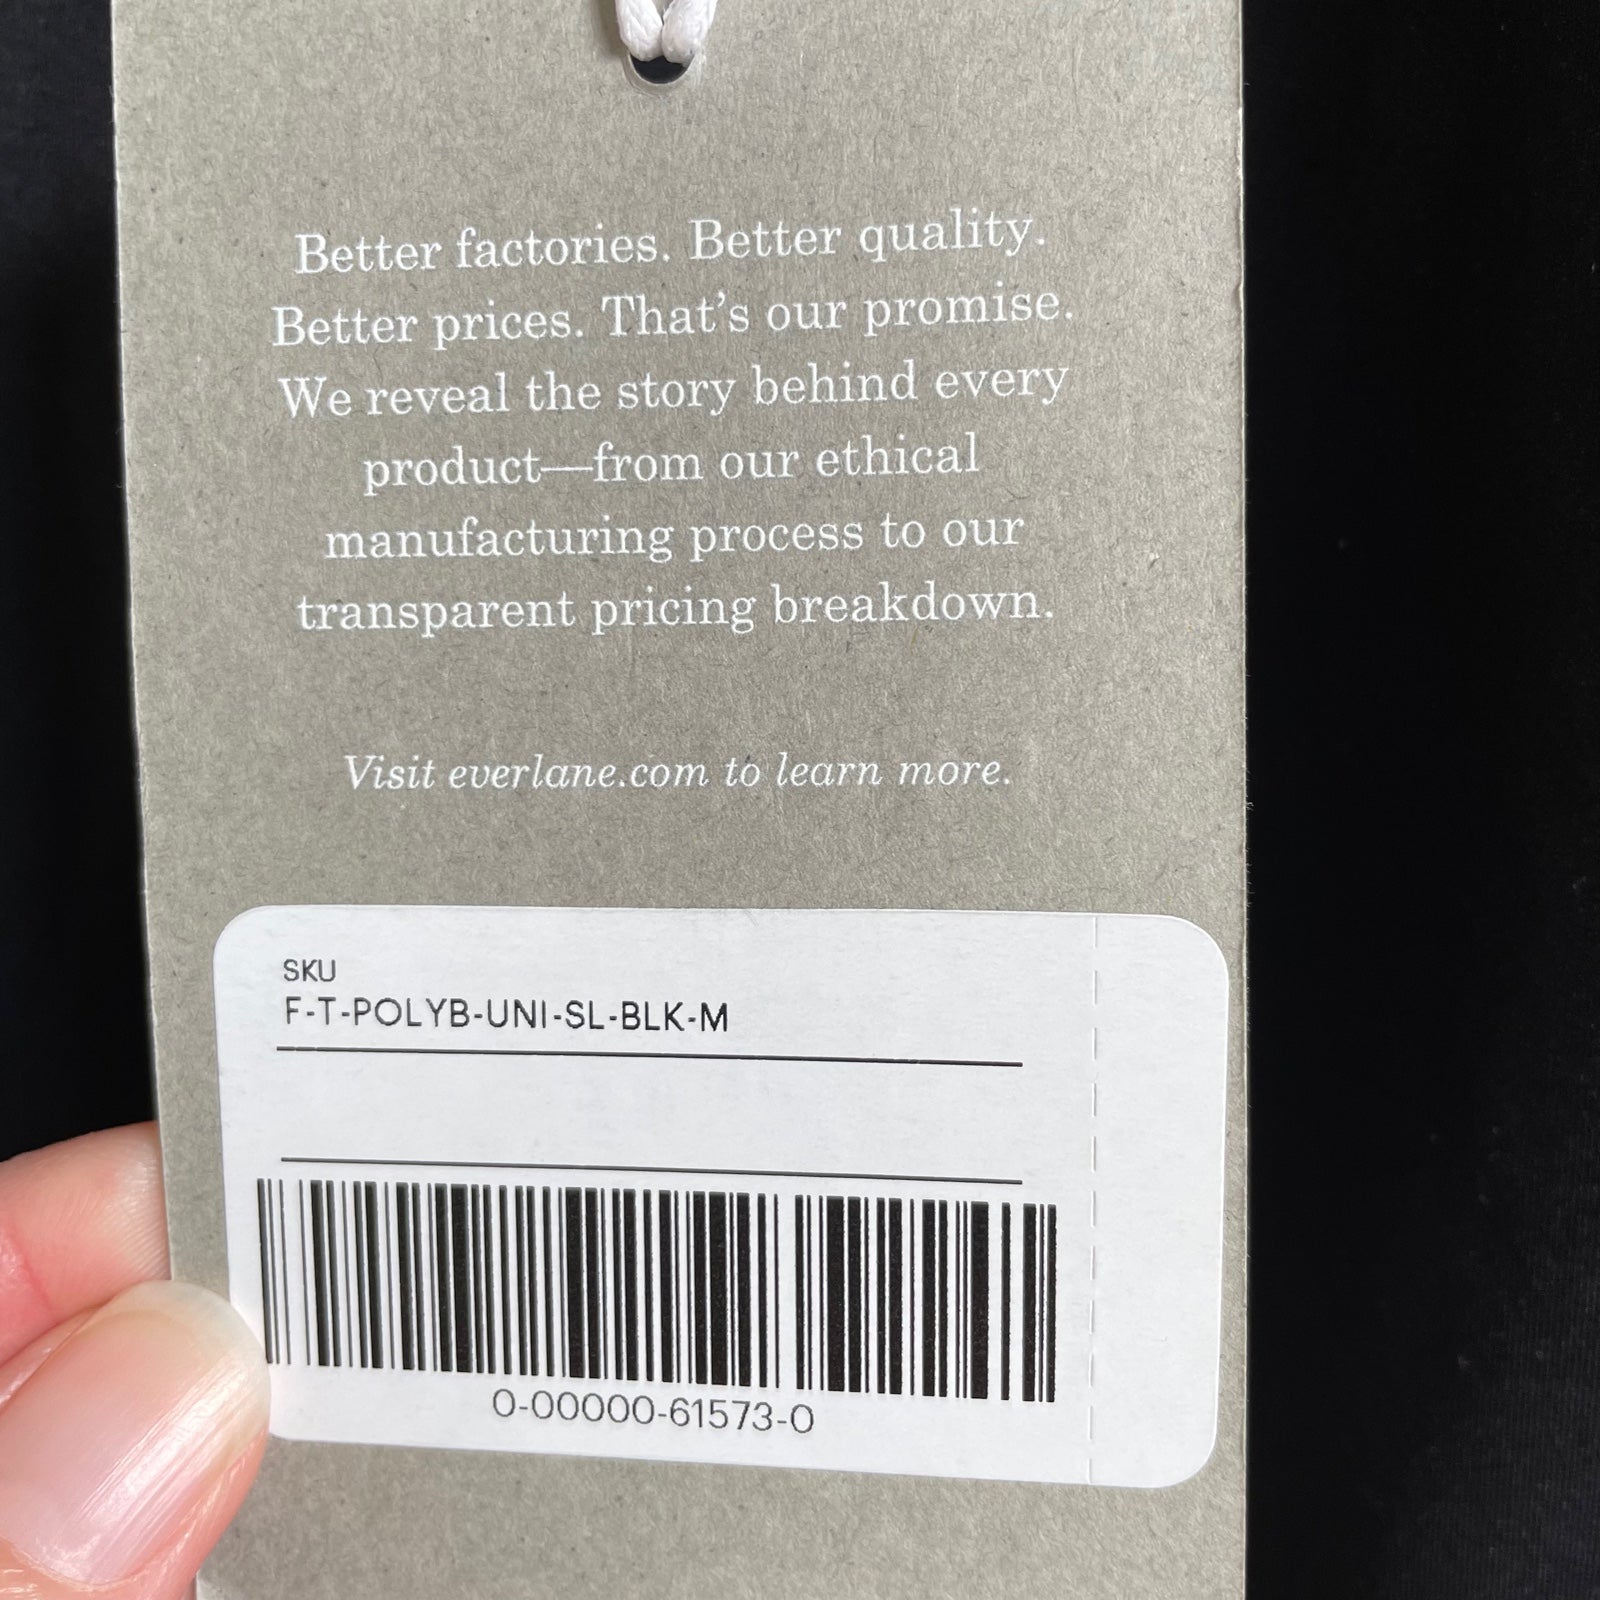 Better factories. Better quality.
Better prices. That’s our promise.
We reveal the story behind every
product—from our ethical
manufacturing process to our
transparent pricing breakdown.
Visit everlane.com to learn more.
SKU
F-T-POLYB-UNI-SL-BLK-M
0-00000-61573-0